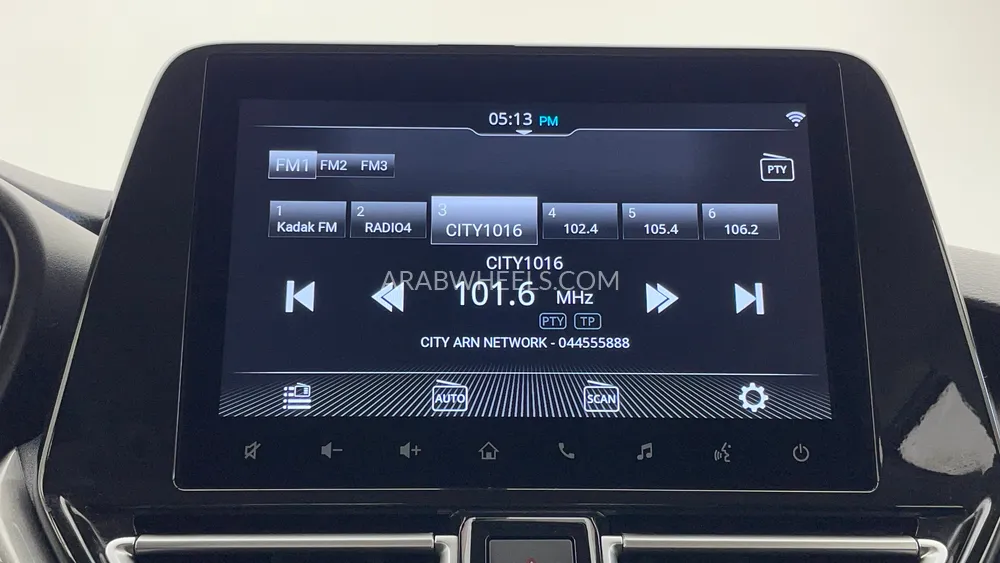 05:13 PM
FM1 FM2 FM3
PTY
1 Kadak FM
2 RADIO4
3 CITY1016
4 102.4
5 105.4
6 106.2
CITY1016
ARABWHEELS.COM
101.6 MHz
PTY TP
CITY ARN NETWORK - 044555888
AUTO
SCAN